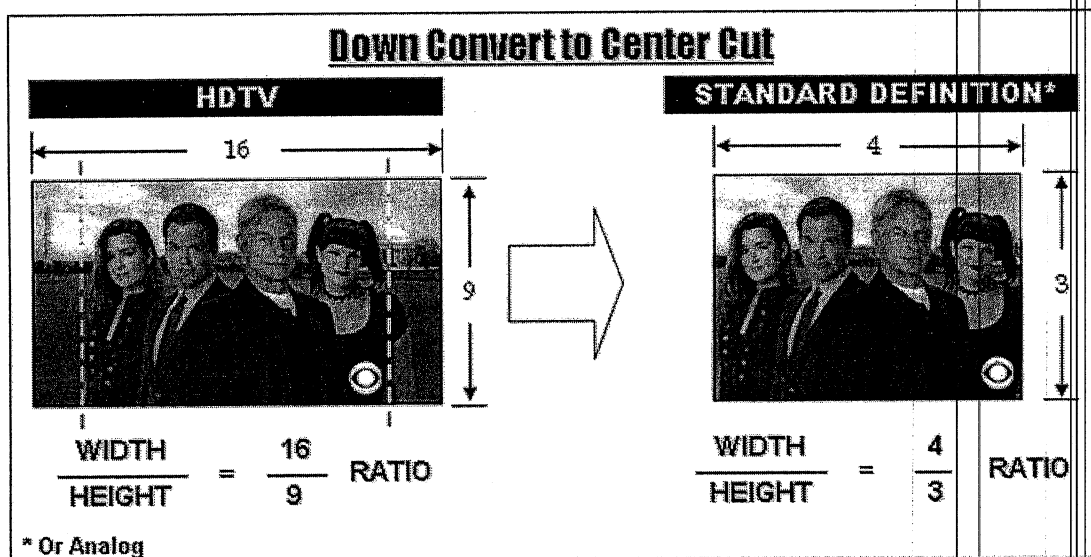 Down Convert to Center Cut
HDTV
STANDARD DEFINITION*
16
4
9
3
WIDTH
HEIGHT
=
16
9
RATIO
WIDTH
HEIGHT
=
4
3
RATIO
* Or Analog